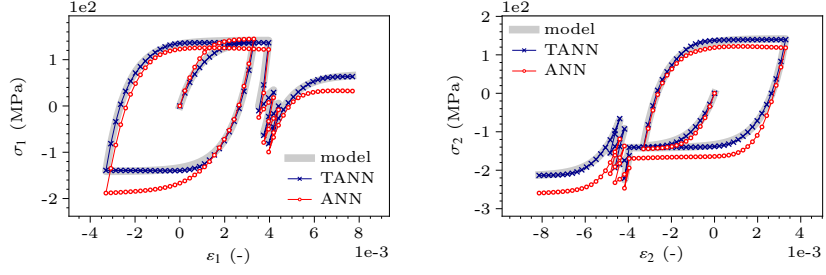 1e2
1
0
−1
−2
σ1 (MPa)
-4 -2 0 2 4 6 8
ε1 (-)
1e−3
model
TANN
ANN
1e2
2
1
0
−1
−2
−3
σ2 (MPa)
-8 -6 -4 -2 0 2 4
ε2 (-)
1e−3
model
TANN
ANN